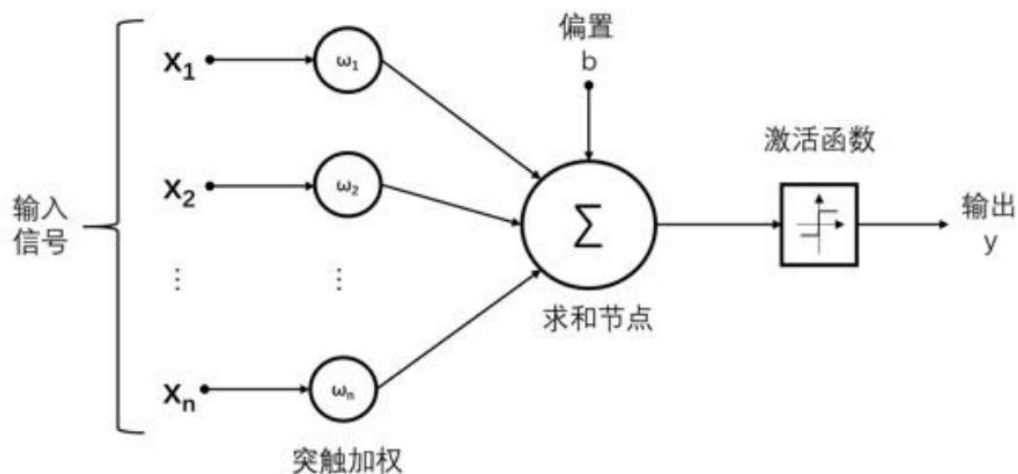 输入
信号
X₁
X₂
⋮
Xₙ
ω₁
ω₂
⋮
ωₙ
突触加权
偏置
b
∑
求和节点
激活函数
输出
y